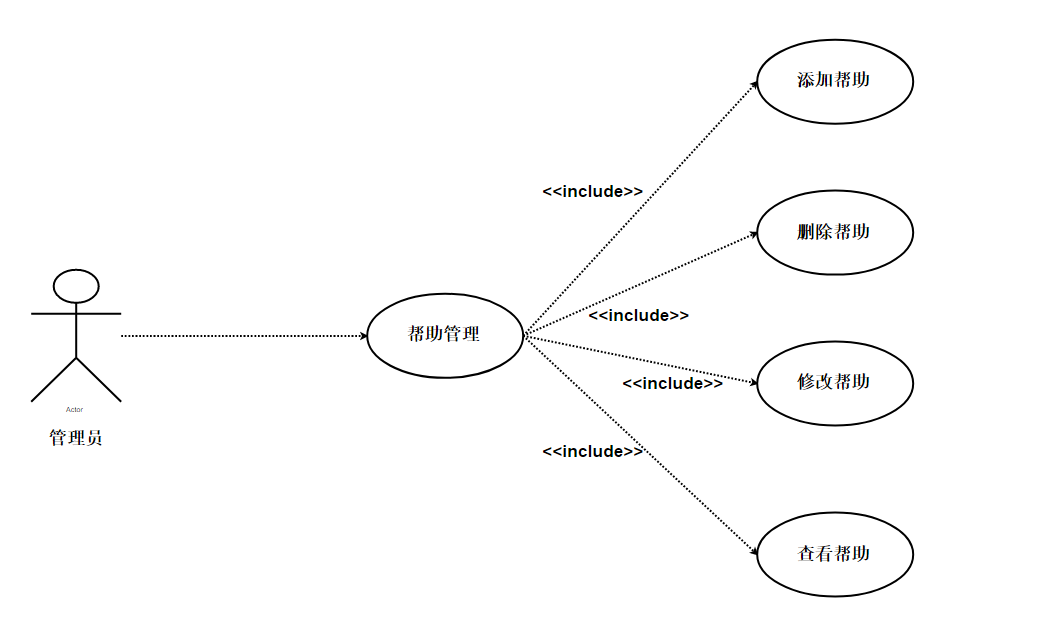 添加帮助
<<include>>
删除帮助
<<include>>
帮助管理
<<include>>
修改帮助
Actor
管理员
<<include>>
查看帮助